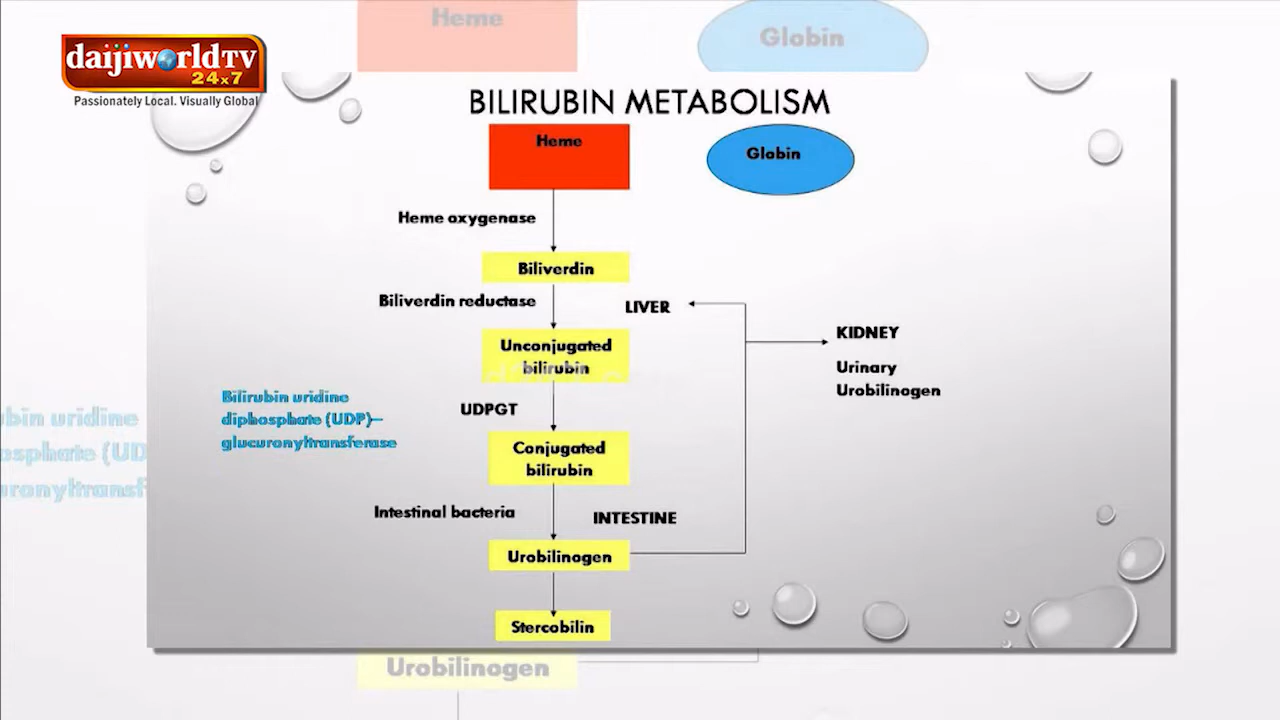 Heme
Globin
daijiworldTV
24x7
Passionately Local. Visually Global
BILIRUBIN METABOLISM
Heme
Globin
Heme oxygenase
Biliverdin
Biliverdin reductase
LIVER
KIDNEY
Unconjugated
bilirubin
Urinary
Urobilinogen
Bilirubin uridine
diphosphate (UDP)–
glucuronyltransferase
UDPGT
Conjugated
bilirubin
Intestinal bacteria
INTESTINE
Urobilinogen
Stercobilin
uridine
Urobilinogen